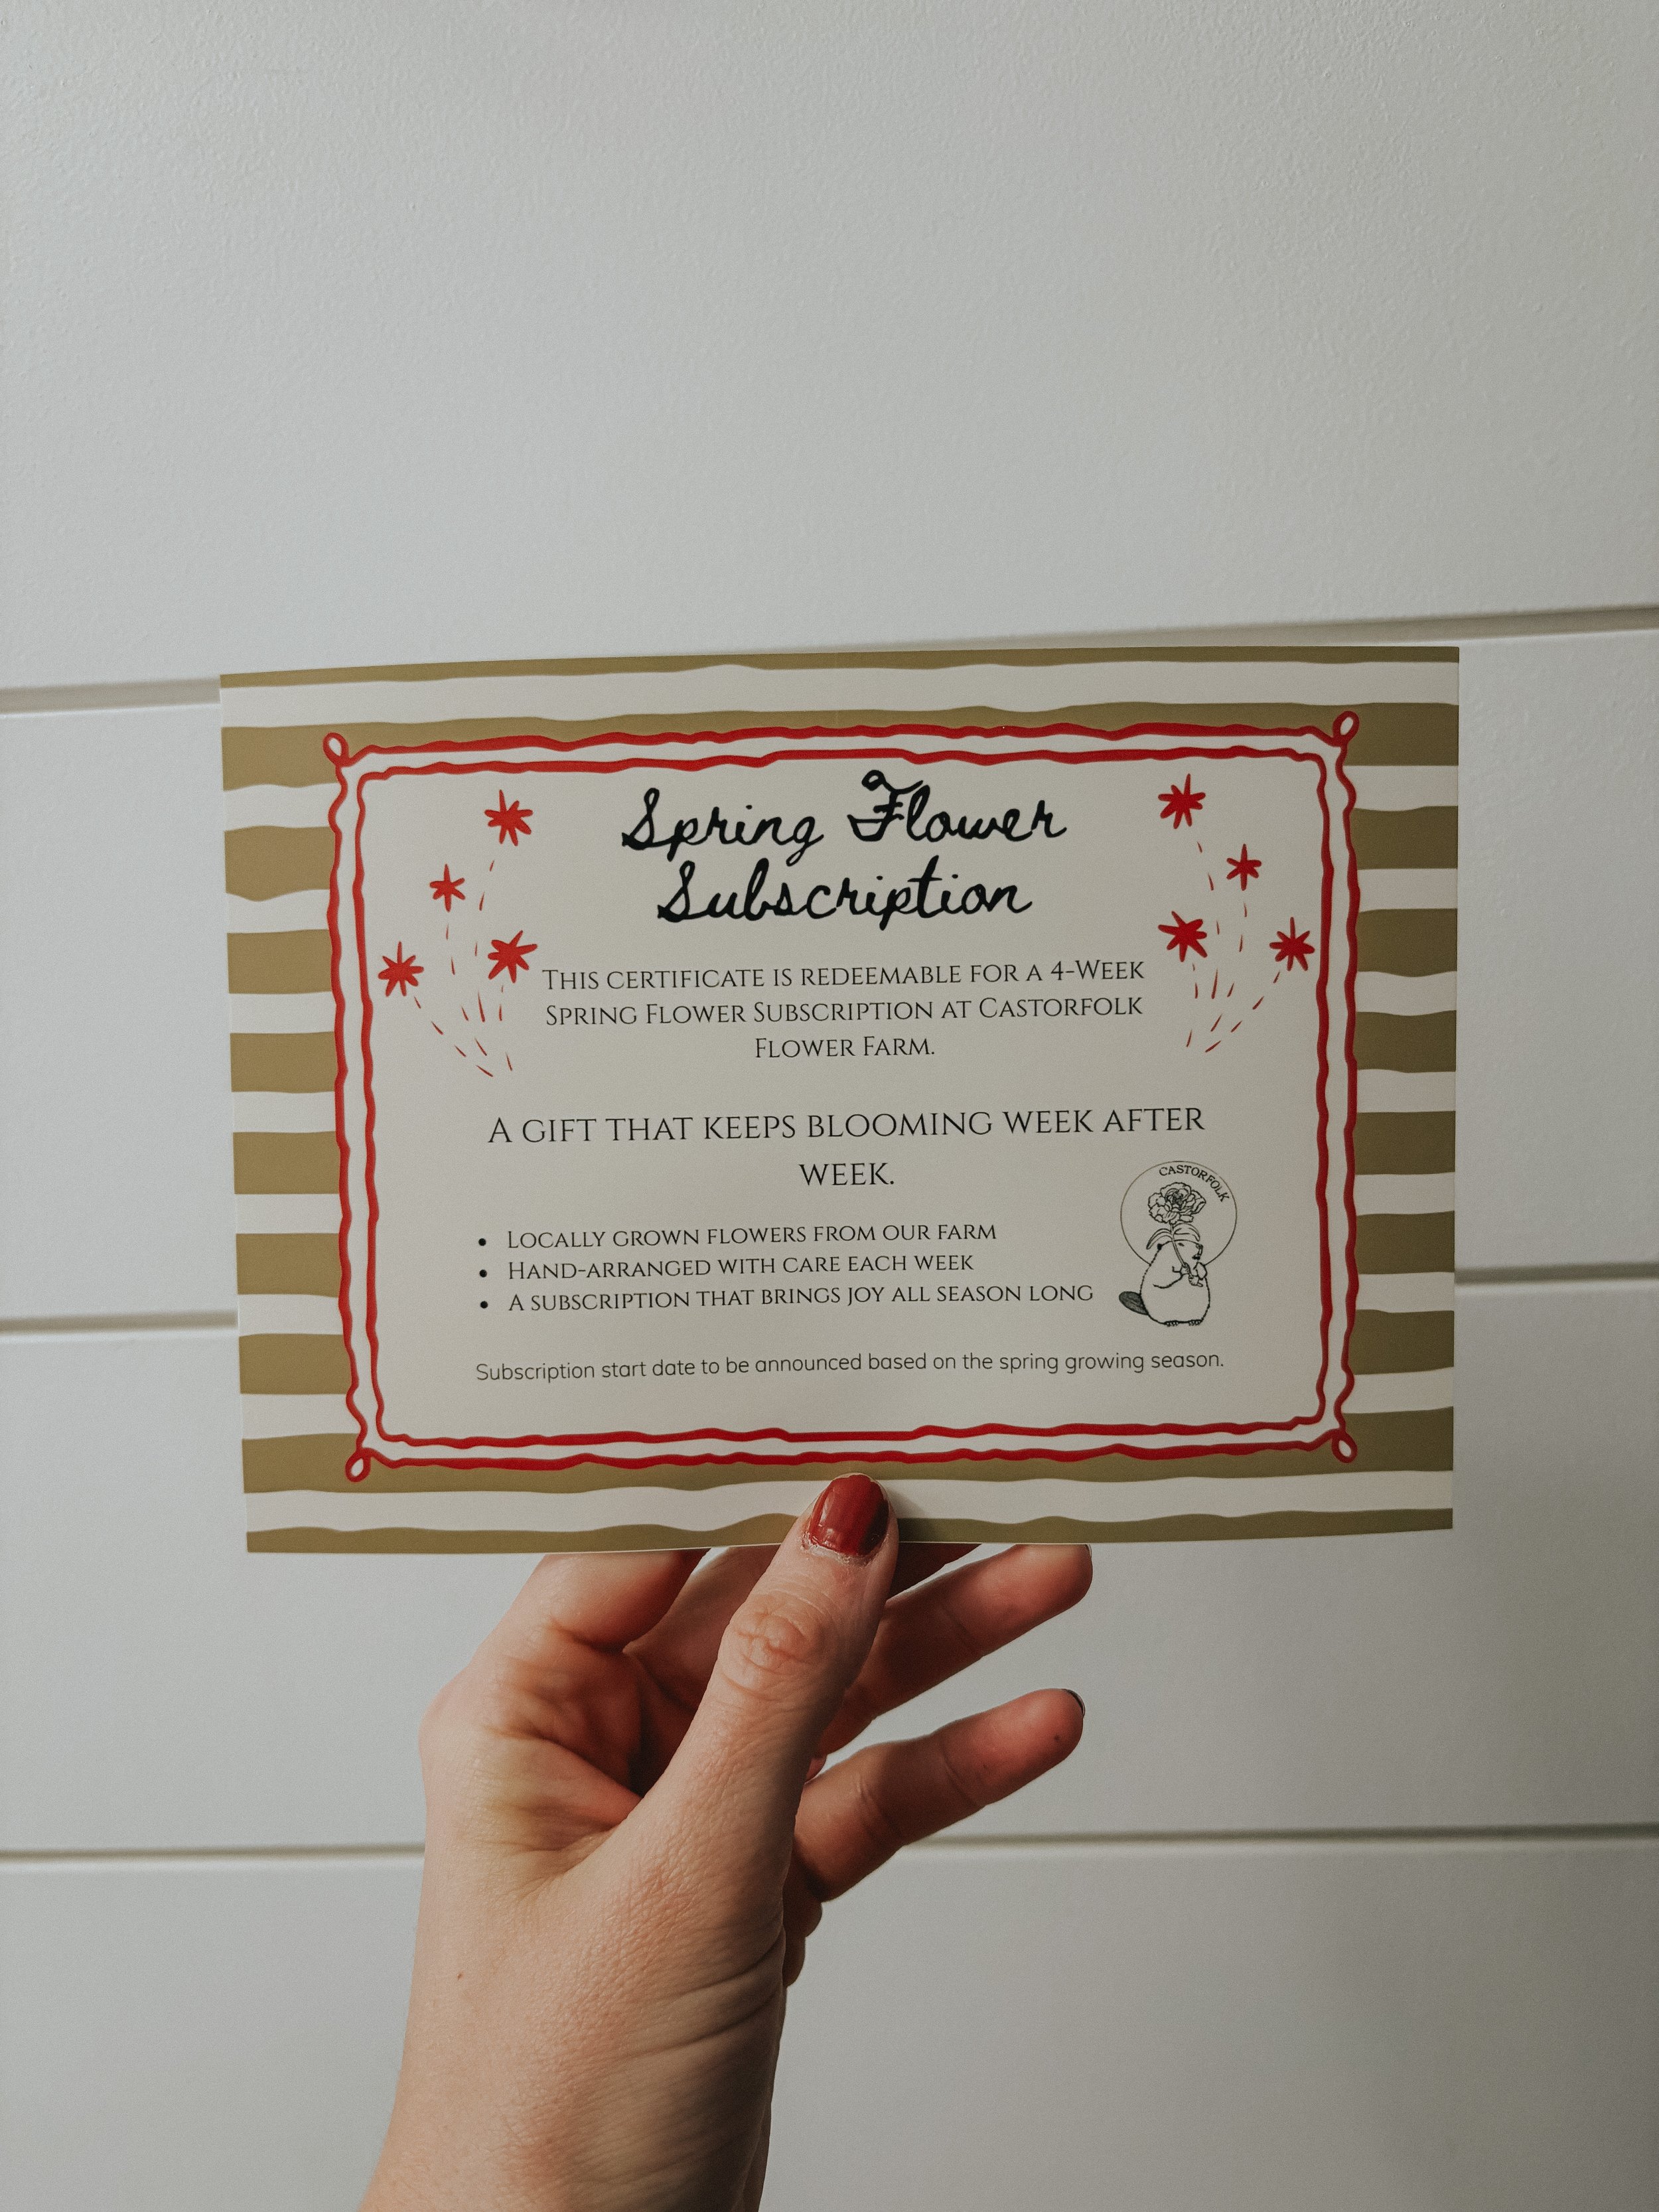 Spring Flower
Subscription
This certificate is redeemable for a 4-Week
Spring Flower Subscription at Castorfolk
Flower Farm.
A gift that keeps blooming week after
week.
CASTORFOLK
• Locally grown flowers from our farm
• Hand-arranged with care each week
• A subscription that brings joy all season long
Subscription start date to be announced based on the spring growing season.